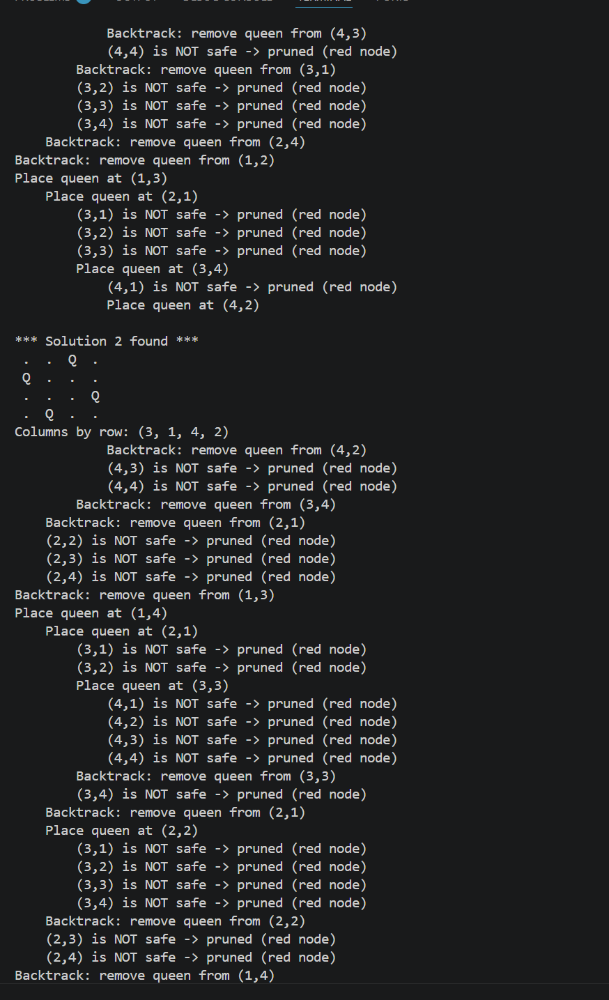 Backtrack: remove queen from (4,3)
            (4,4) is NOT safe -> pruned (red node)
        Backtrack: remove queen from (3,1)
        (3,2) is NOT safe -> pruned (red node)
        (3,3) is NOT safe -> pruned (red node)
        (3,4) is NOT safe -> pruned (red node)
    Backtrack: remove queen from (2,4)
Backtrack: remove queen from (1,2)
Place queen at (1,3)
    Place queen at (2,1)
        (3,1) is NOT safe -> pruned (red node)
        (3,2) is NOT safe -> pruned (red node)
        (3,3) is NOT safe -> pruned (red node)
        Place queen at (3,4)
            (4,1) is NOT safe -> pruned (red node)
            Place queen at (4,2)

*** Solution 2 found ***
 .  .  Q  .
 Q  .  .  .
 .  .  .  Q
 .  Q  .  .
Columns by row: (3, 1, 4, 2)
            Backtrack: remove queen from (4,2)
            (4,3) is NOT safe -> pruned (red node)
            (4,4) is NOT safe -> pruned (red node)
        Backtrack: remove queen from (3,4)
    Backtrack: remove queen from (2,1)
    (2,2) is NOT safe -> pruned (red node)
    (2,3) is NOT safe -> pruned (red node)
    (2,4) is NOT safe -> pruned (red node)
Backtrack: remove queen from (1,3)
Place queen at (1,4)
    Place queen at (2,1)
        (3,1) is NOT safe -> pruned (red node)
        (3,2) is NOT safe -> pruned (red node)
        Place queen at (3,3)
            (4,1) is NOT safe -> pruned (red node)
            (4,2) is NOT safe -> pruned (red node)
            (4,3) is NOT safe -> pruned (red node)
            (4,4) is NOT safe -> pruned (red node)
        Backtrack: remove queen from (3,3)
        (3,4) is NOT safe -> pruned (red node)
    Backtrack: remove queen from (2,1)
    Place queen at (2,2)
        (3,1) is NOT safe -> pruned (red node)
        (3,2) is NOT safe -> pruned (red node)
        (3,3) is NOT safe -> pruned (red node)
        (3,4) is NOT safe -> pruned (red node)
    Backtrack: remove queen from (2,2)
    (2,3) is NOT safe -> pruned (red node)
    (2,4) is NOT safe -> pruned (red node)
Backtrack: remove queen from (1,4)